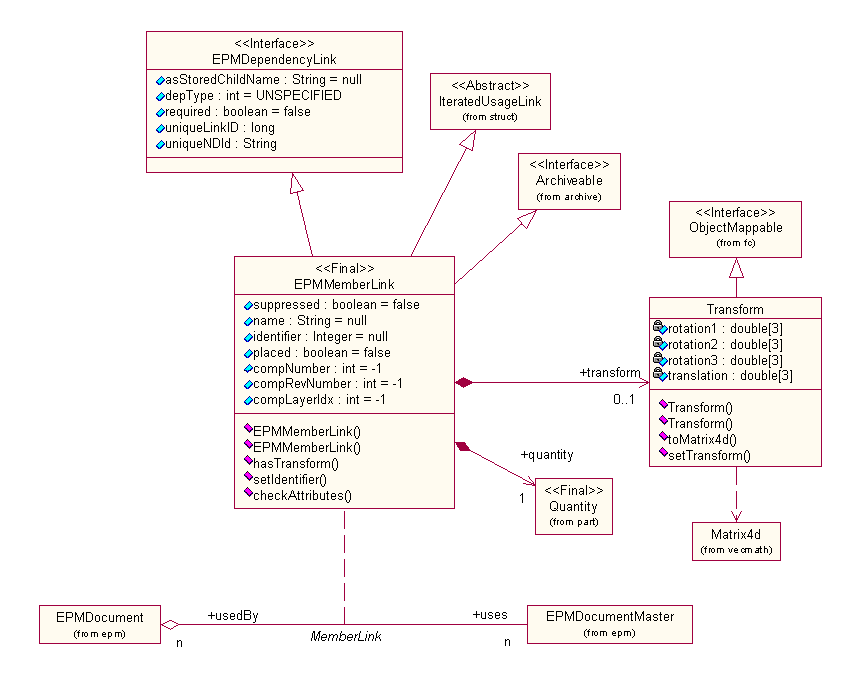 <<Interface>>
EPMDependencyLink
asStoredChildName : String = null
depType : int = UNSPECIFIED
required : boolean = false
uniqueLinkID : long
uniqueNDId : String
<<Abstract>>
IteratedUsageLink
(from struct)
<<Interface>>
Archiveable
(from archive)
<<Interface>>
ObjectMappable
(from fc)
<<Final>>
EPMMemberLink
suppressed : boolean = false
name : String = null
identifier : Integer = null
placed : boolean = false
compNumber : int = -1
compRevNumber : int = -1
compLayerIdx : int = -1
EPMMemberLink()
EPMMemberLink()
hasTransform()
setIdentifier()
checkAttributes()
Transform
rotation1 : double[3]
rotation2 : double[3]
rotation3 : double[3]
translation : double[3]
Transform()
Transform()
toMatrix4d()
setTransform()
+transform
0..1
+quantity
1
<<Final>>
Quantity
(from part)
Matrix4d
(from vecmath)
EPMDocument
(from epm)
+usedBy
n
MemberLink
+uses
n
EPMDocumentMaster
(from epm)